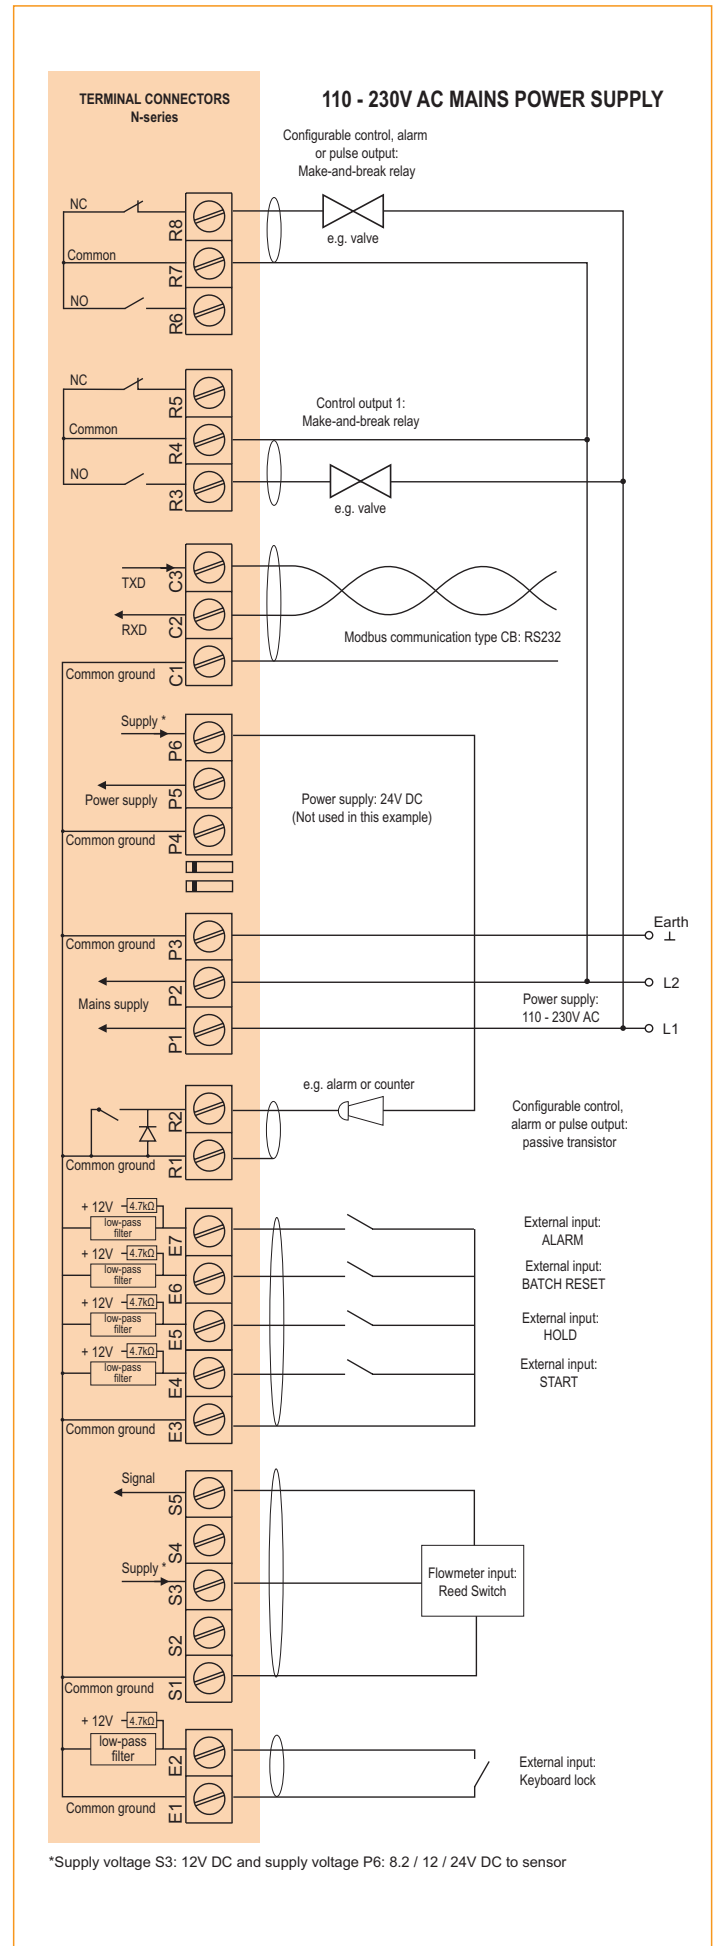 TERMINAL CONNECTORS
N-series
110 - 230V AC MAINS POWER SUPPLY
Configurable control, alarm
or pulse output:
Make-and-break relay
NC
R8
e.g. valve
Common
R7
NO
R6
NC
R5
Control output 1:
Make-and-break relay
Common
R4
NO
R3
e.g. valve
C3
TXD
C2
RXD
Modbus communication type CB: RS232
C1
Common ground
Supply *
P6
P5
Power supply
Power supply: 24V DC
(Not used in this example)
P4
Common ground
Earth
P3
Common ground
P2
L2
Mains supply
Power supply:
110 - 230V AC
P1
L1
e.g. alarm or counter
R2
Configurable control,
alarm or pulse output:
passive transistor
R1
Common ground
+ 12V 4.7kΩ
low-pass
filter
E7
External input:
ALARM
+ 12V 4.7kΩ
low-pass
filter
E6
External input:
BATCH RESET
+ 12V 4.7kΩ
low-pass
filter
E5
External input:
HOLD
+ 12V 4.7kΩ
low-pass
filter
E4
External input:
START
E3
Common ground
Signal
S5
S4
Supply *
S3
Flowmeter input:
Reed Switch
S2
S1
Common ground
+ 12V 4.7kΩ
low-pass
filter
E2
External input:
Keyboard lock
E1
Common ground
*Supply voltage S3: 12V DC and supply voltage P6: 8.2 / 12 / 24V DC to sensor